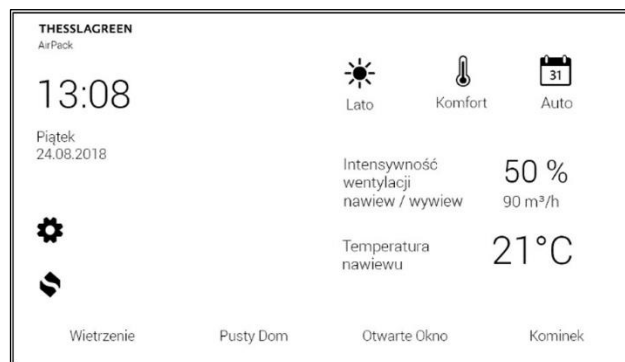 THESSLAGREEN
AirPack
13:08
Piątek
24.08.2018
31
Lato
Komfort
Auto
Intensywność
wentylacji
nawiew / wywiew
50 %
90 m³/h
Temperatura
nawiewu
21°C
Wietrzenie
Pusty Dom
Otwarte Okno
Kominek